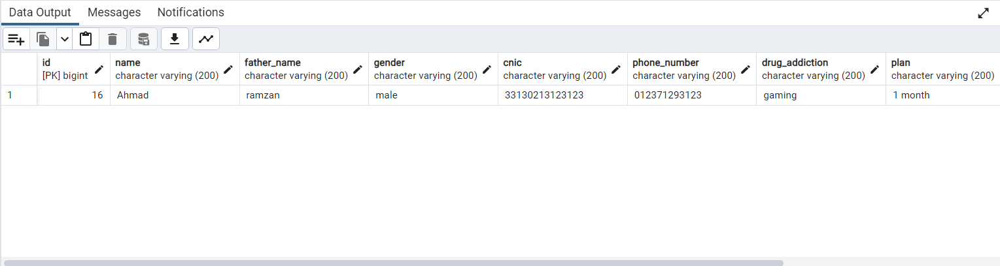 Data Output Messages Notifications
id name father_name gender cnic phone_number drug_addiction plan
[PK] bigint character varying (200) character varying (200) character varying (200) character varying (200) character varying (200) character varying (200) character varying (200)
1 16 Ahmad ramzan male 33130213123123 012371293123 gaming 1 month